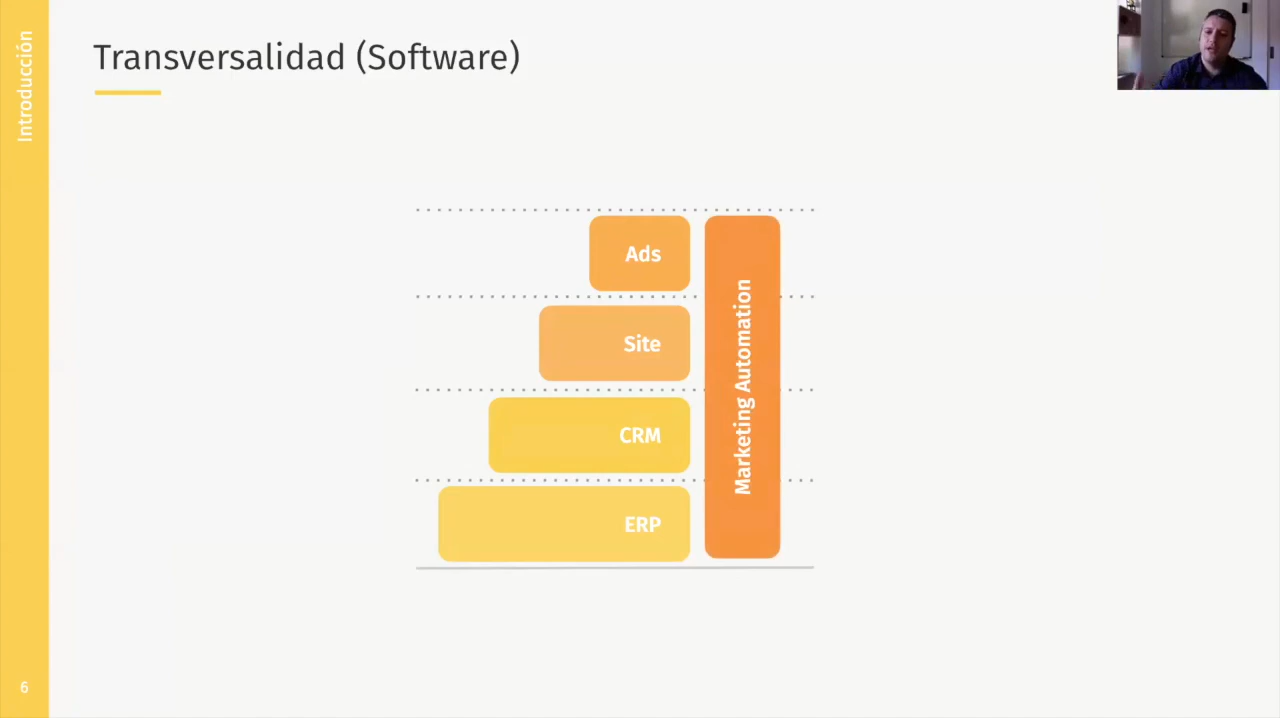 Introducción
Transversalidad (Software)
Ads
Site
CRM
ERP
Marketing Automation
6